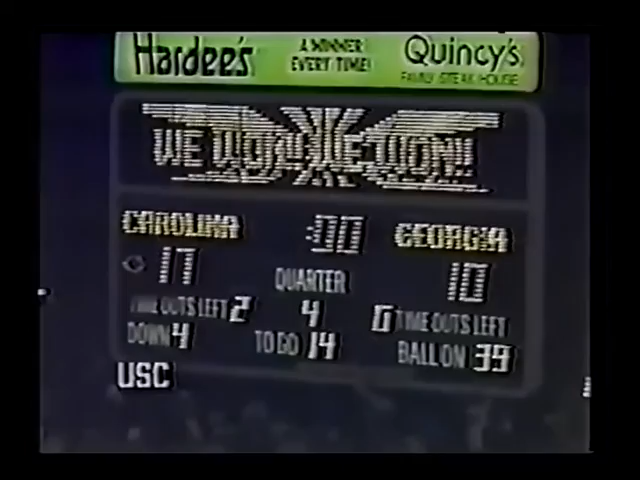 Hardee's
A WINNER
EVERY TIME!
Quincy's
FAMILY STEAK HOUSE
WE WON! WE WON!!
CAROLINA :00 GEORGIA
17 QUARTER 10
TIME OUTS LEFT 2 4 0 TIME OUTS LEFT
DOWN 4 TO GO 14 BALL ON 39
USC